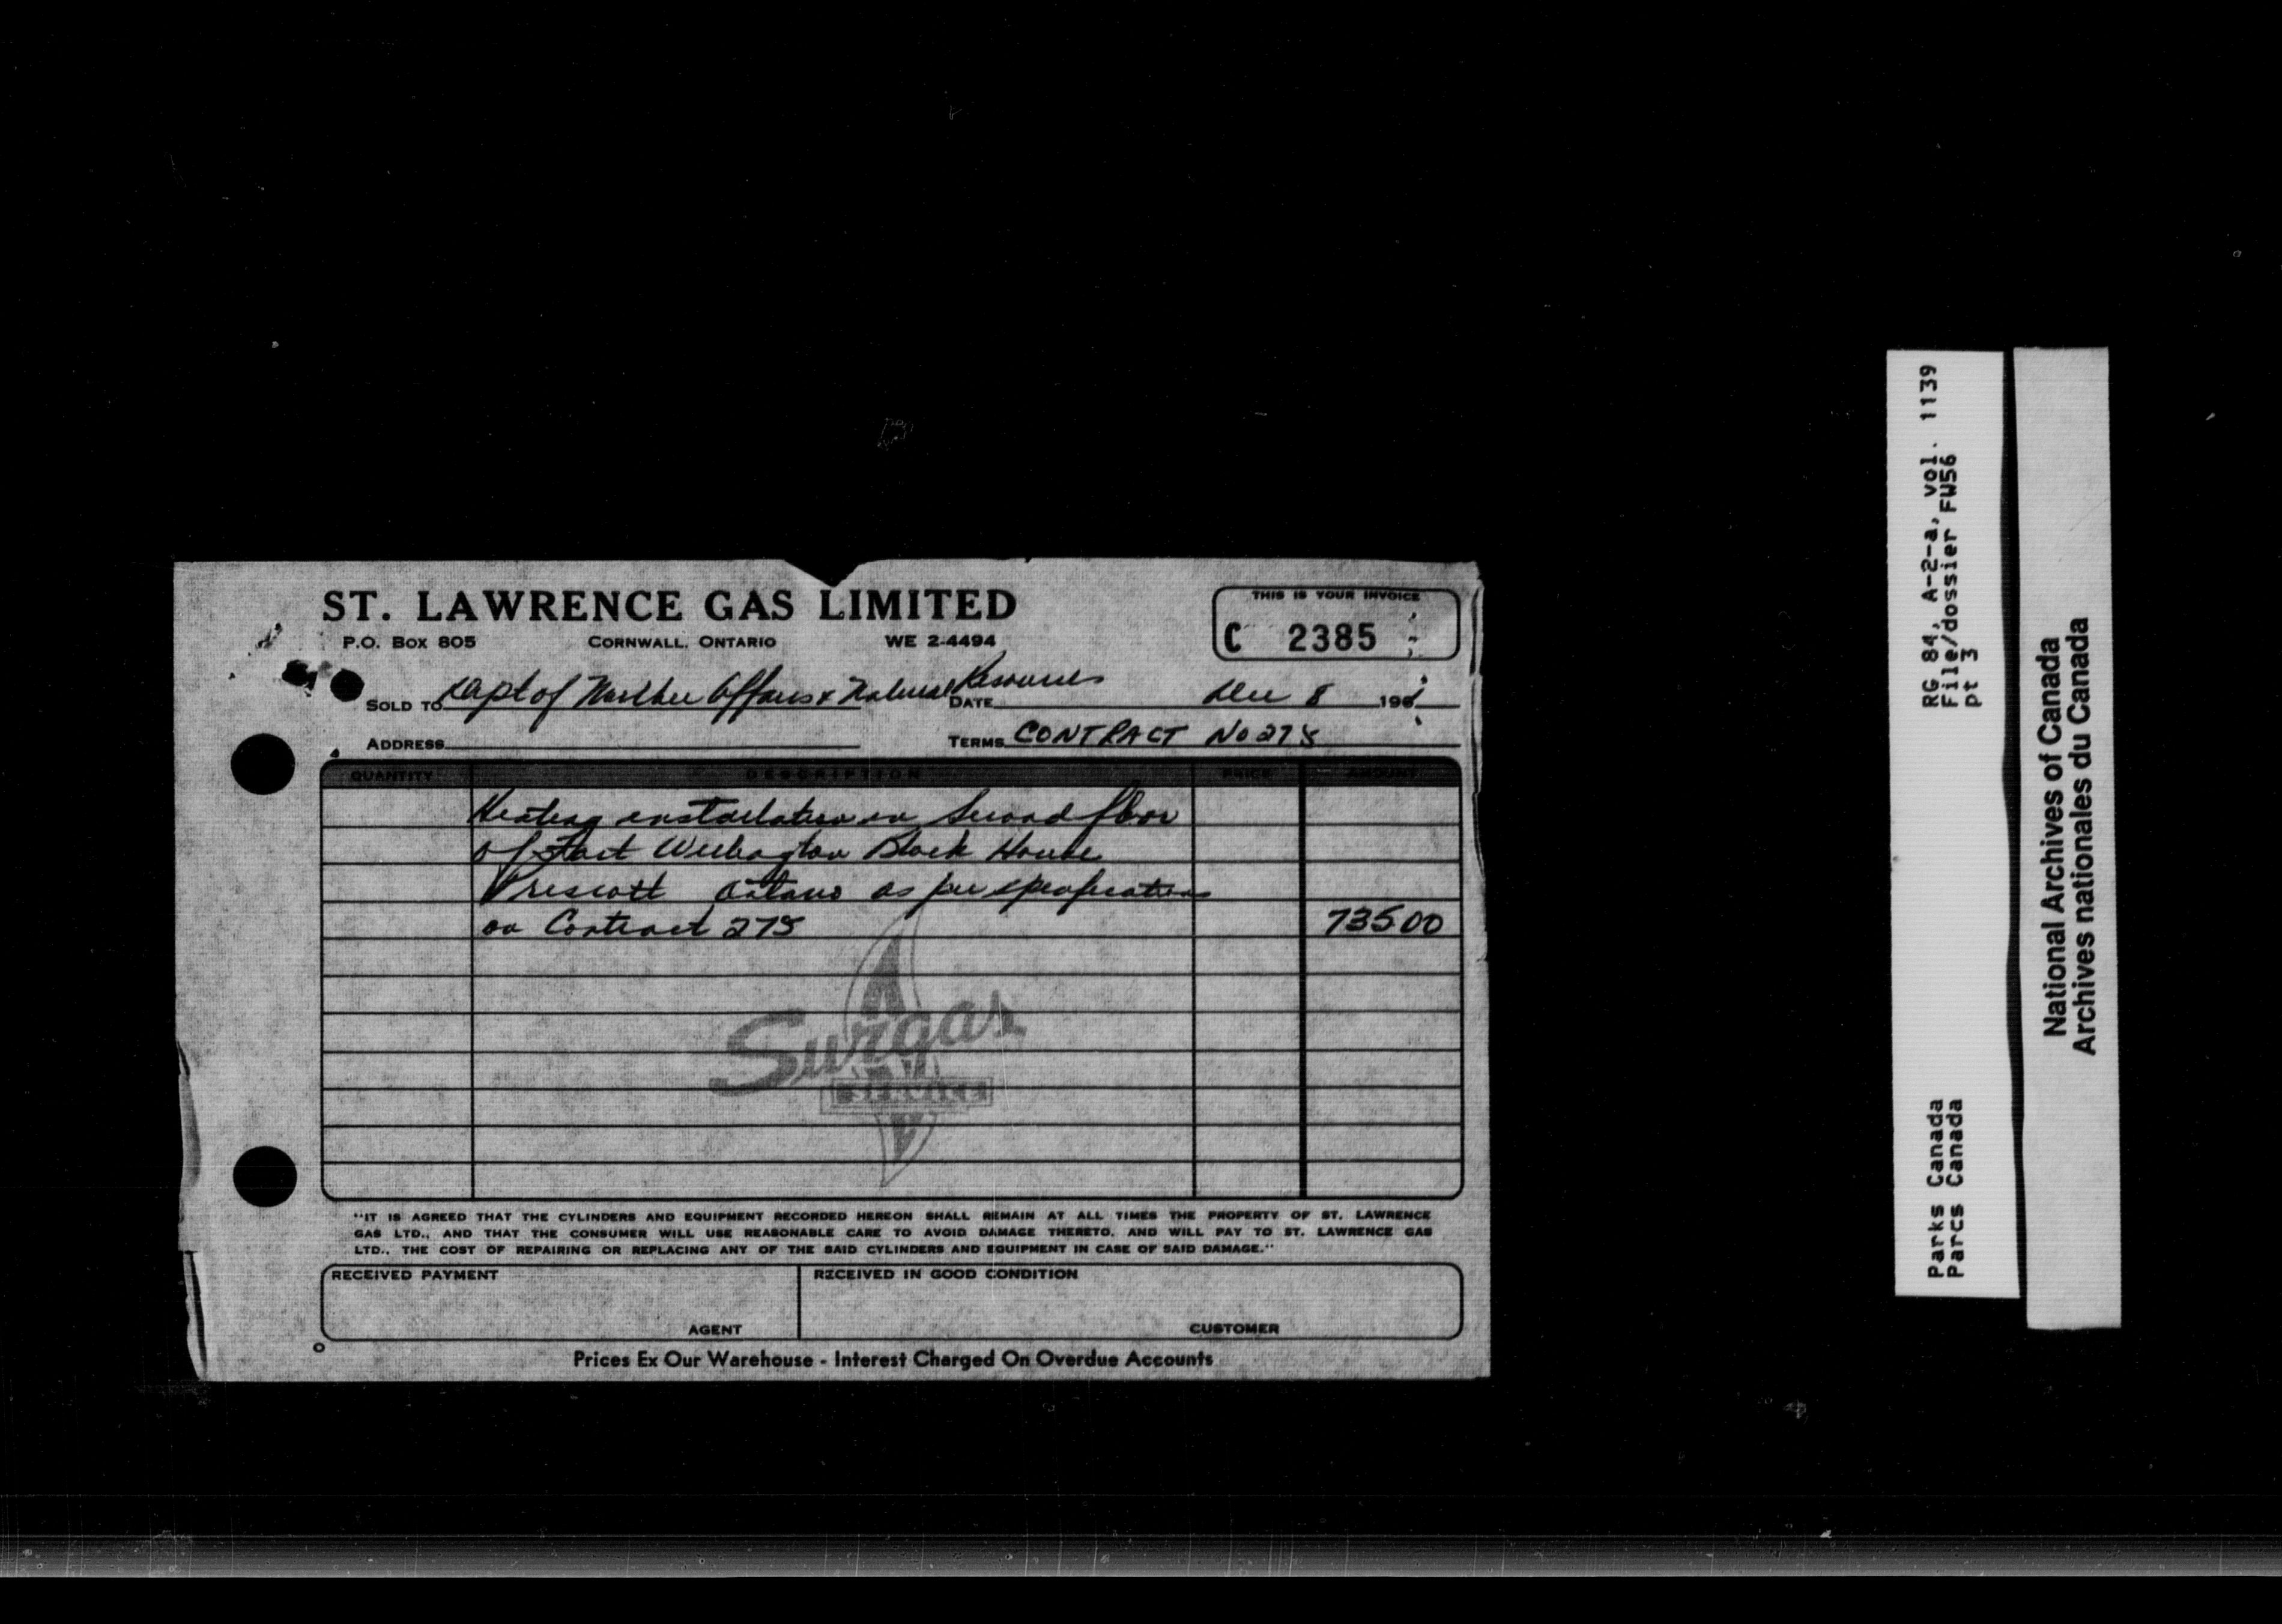 ST. LAWRENCE GAS LIMITED
P.O. BOX 805 CORNWALL, ONTARIO WE 2-4494
THIS IS YOUR INVOICE
C 2385
SOLD TO Dept of Northern Affairs & Natural Resources DATE Dec 8 196
ADDRESS TERMS CONTRACT No 278
QUANTITY DESCRIPTION PRICE AMOUNT
Heating installation on Second floor
of Fort Wellington Block House
Prescott Ontario as per specifications
on Contract 278 735 00
Surgas
SERVICE
"IT IS AGREED THAT THE CYLINDERS AND EQUIPMENT RECORDED HEREON SHALL REMAIN AT ALL TIMES THE PROPERTY OF ST. LAWRENCE
GAS LTD., AND THAT THE CONSUMER WILL USE REASONABLE CARE TO AVOID DAMAGE THERETO, AND WILL PAY TO ST. LAWRENCE GAS
LTD., THE COST OF REPAIRING OR REPLACING ANY OF THE SAID CYLINDERS AND EQUIPMENT IN CASE OF SAID DAMAGE."
RECEIVED PAYMENT RECEIVED IN GOOD CONDITION
AGENT CUSTOMER
Prices Ex Our Warehouse - Interest Charged On Overdue Accounts
RG 84, A-2-a, vol. 1139
File/dossier FW56
pt 3
Parks Canada
Parcs Canada
National Archives of Canada
Archives nationales du Canada